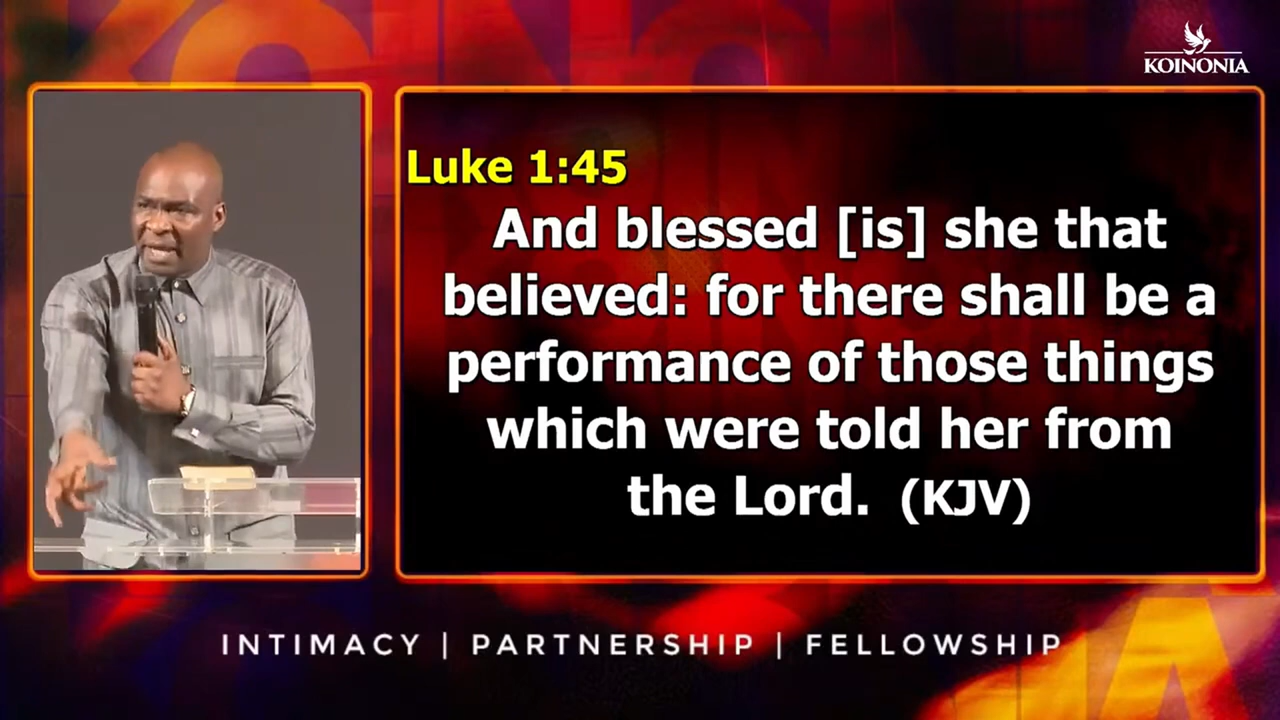 KOINONIA
Luke 1:45
And blessed [is] she that
believed: for there shall be a
performance of those things
which were told her from
the Lord. (KJV)
INTIMACY | PARTNERSHIP | FELLOWSHIP